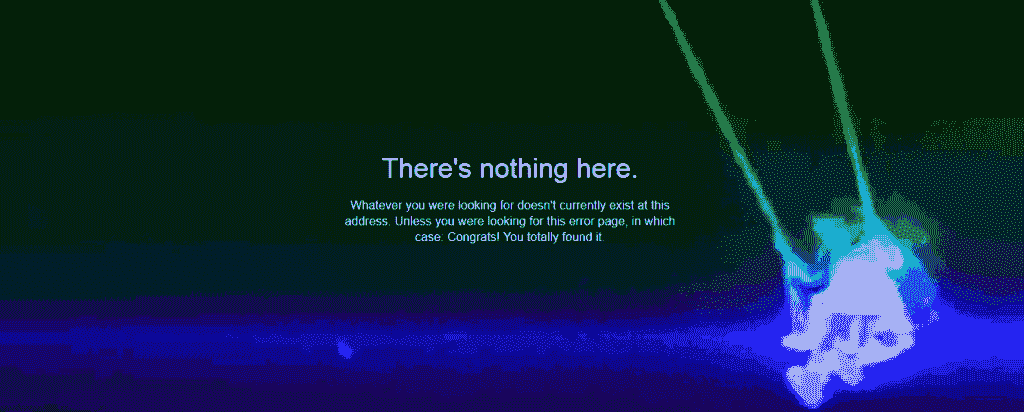 There's nothing here.
Whatever you were looking for doesn't currently exist at this
address. Unless you were looking for this error page, in which
case: Congrats! You totally found it.